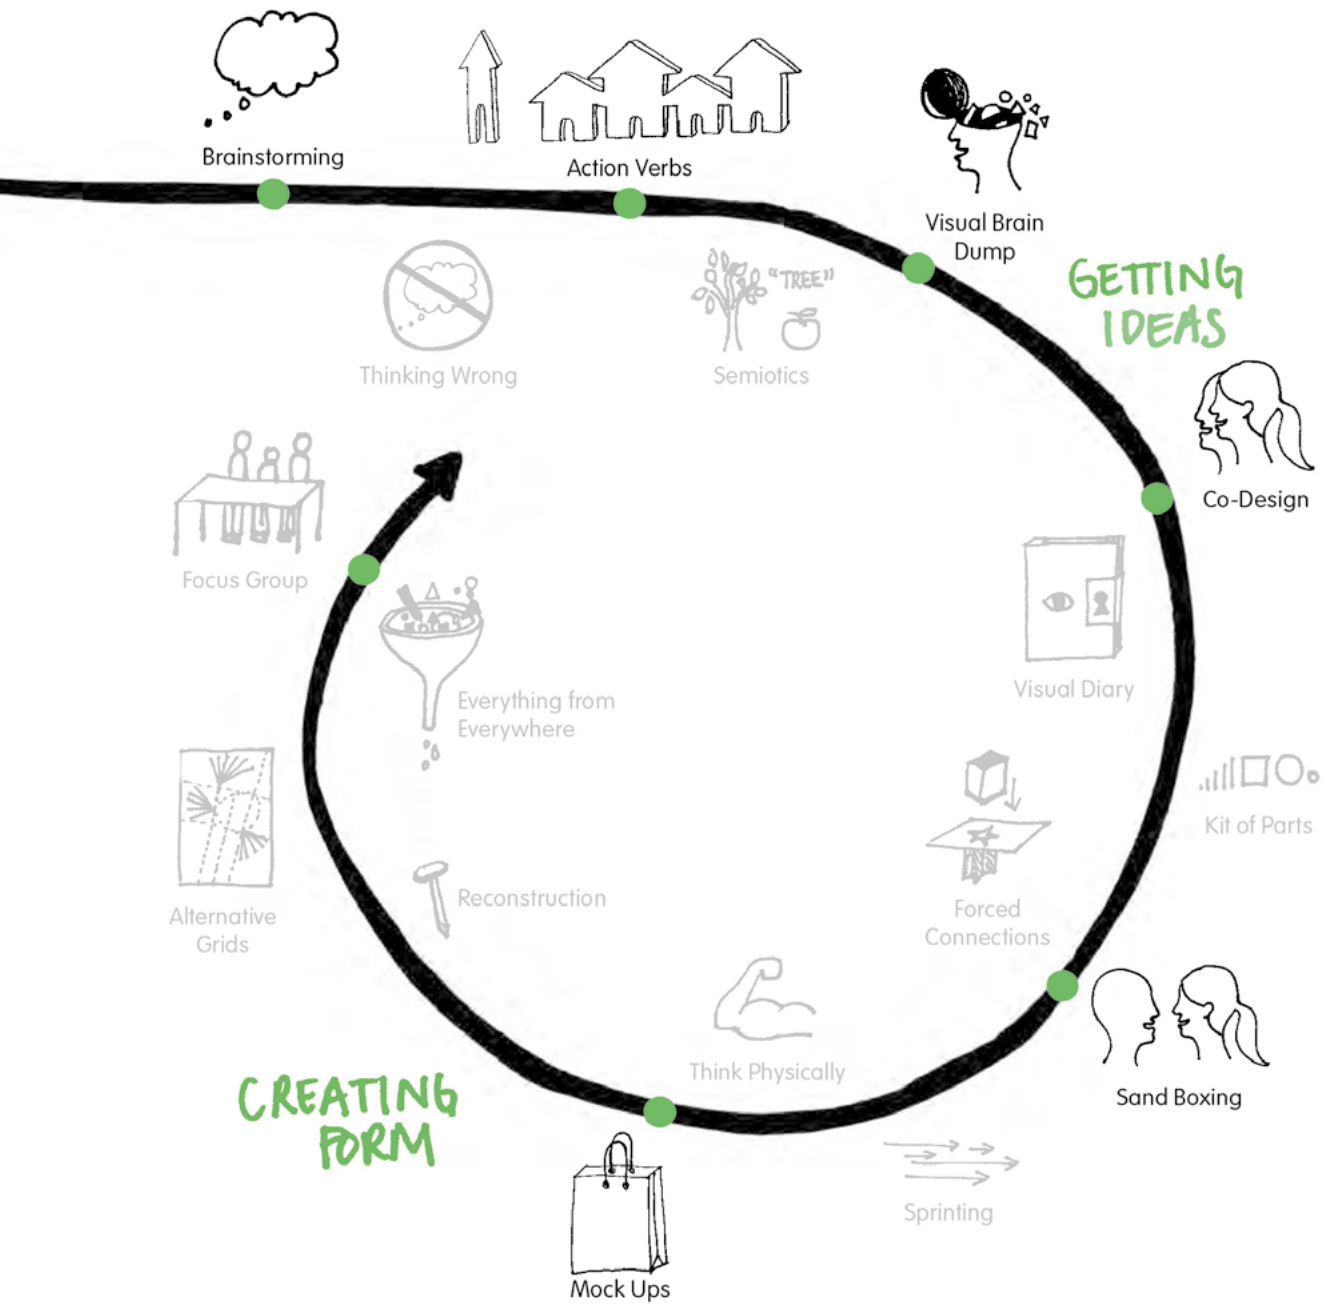 Brainstorming
Action Verbs
Visual Brain
Dump
GETTING
IDEAS
Thinking Wrong
"TREE"
Semiotics
Co-Design
Focus Group
Visual Diary
Everything from
Everywhere
Kit of Parts
Alternative
Grids
Reconstruction
Forced
Connections
Think Physically
Sand Boxing
CREATING
FORM
Sprinting
Mock Ups